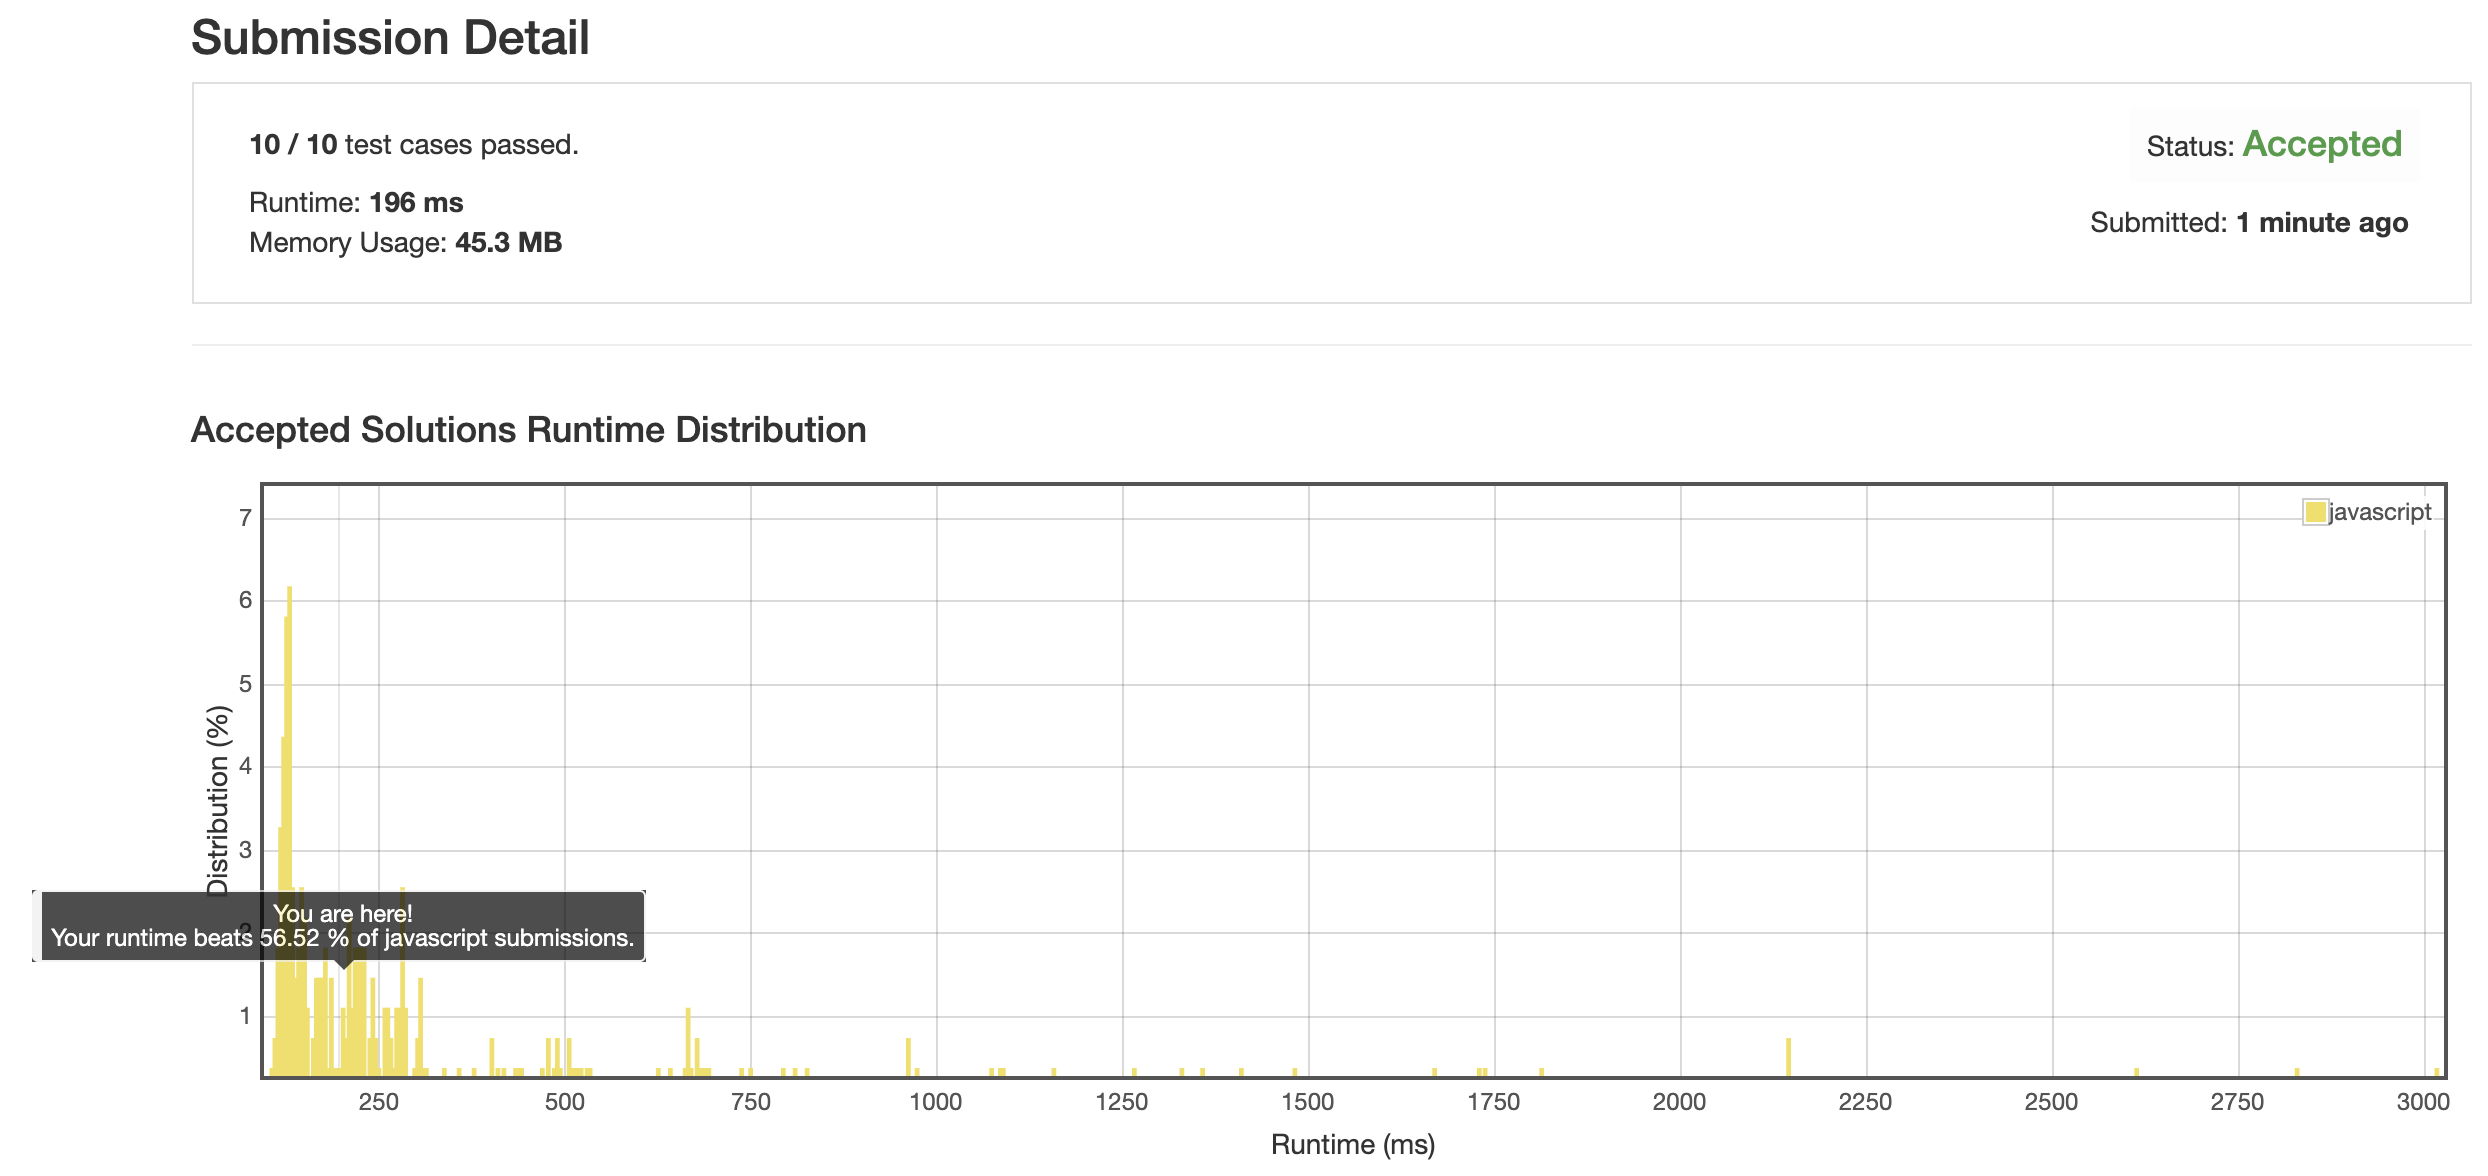 Submission Detail
10 / 10 test cases passed.
Status: Accepted
Runtime: 196 ms
Memory Usage: 45.3 MB
Submitted: 1 minute ago
Accepted Solutions Runtime Distribution
javascript
7
6
5
4
3
2
1
Distribution (%)
You are here!
Your runtime beats 56.52 % of javascript submissions.
250 500 750 1000 1250 1500 1750 2000 2250 2500 2750 3000
Runtime (ms)